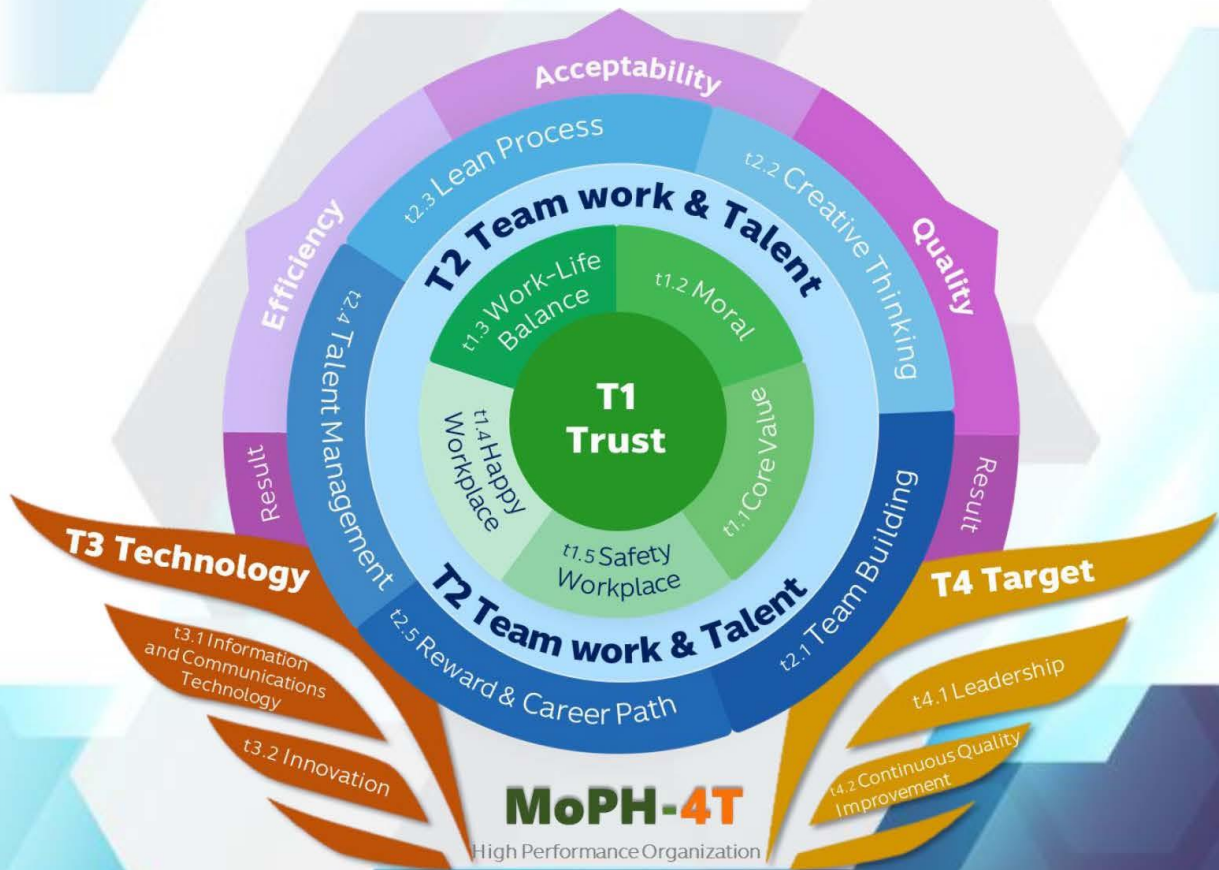 Acceptability
Efficiency
Quality
Result
Result
t2.3 Lean Process
t2.2 Creative Thinking
t2.4 Talent Management
t2.1 Team Building
t2.5 Reward & Career Path
T2 Team work & Talent
T2 Team work & Talent
t1.3 Work-Life
Balance
t1.2 Moral
t1.1 Core Value
t1.4 Happy
Workplace
t1.5 Safety
Workplace
T1
Trust
T3 Technology
t3.1 Information
and Communications
Technology
t3.2 Innovation
T4 Target
t4.1 Leadership
t4.2 Continuous Quality
Improvement
MoPH-4T
High Performance Organization